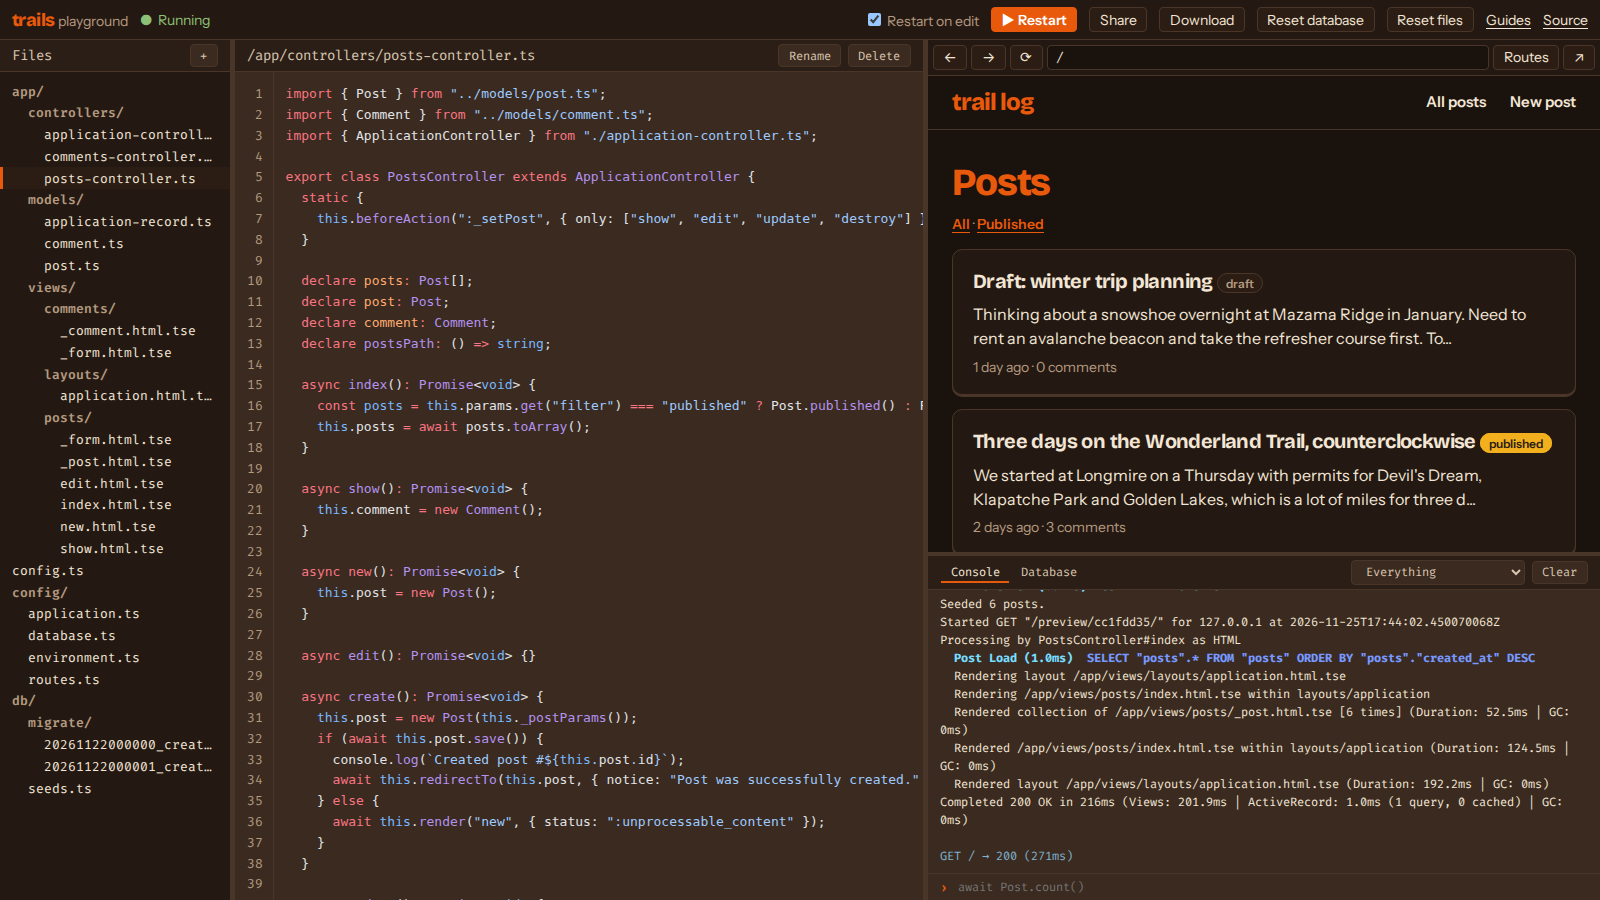 trails playground ● Running
Restart on edit ▶ Restart Share Download Reset database Reset files Guides Source
Files +
app/
controllers/
application-controll…
comments-controller.…
posts-controller.ts
models/
application-record.ts
comment.ts
post.ts
views/
comments/
_comment.html.tse
_form.html.tse
layouts/
application.html.t…
posts/
_form.html.tse
_post.html.tse
edit.html.tse
index.html.tse
new.html.tse
show.html.tse
config.ts
config/
application.ts
database.ts
environment.ts
routes.ts
db/
migrate/
20261122000000_creat…
20261122000001_creat…
seeds.ts
/app/controllers/posts-controller.ts Rename Delete
1 import { Post } from "../models/post.ts";
2 import { Comment } from "../models/comment.ts";
3 import { ApplicationController } from "./application-controller.ts";
4
5 export class PostsController extends ApplicationController {
6 static {
7 this.beforeAction(":_setPost", { only: ["show", "edit", "update", "destroy"] }
8 }
9
10 declare posts: Post[];
11 declare post: Post;
12 declare comment: Comment;
13 declare postsPath: () => string;
14
15 async index(): Promise<void> {
16 const posts = this.params.get("filter") === "published" ? Post.published() :
17 this.posts = await posts.toArray();
18 }
19
20 async show(): Promise<void> {
21 this.comment = new Comment();
22 }
23
24 async new(): Promise<void> {
25 this.post = new Post();
26 }
27
28 async edit(): Promise<void> {}
29
30 async create(): Promise<void> {
31 this.post = new Post(this._postParams());
32 if (await this.post.save()) {
33 console.log(`Created post #${this.post.id}`);
34 await this.redirectTo(this.post, { notice: "Post was successfully created."
35 } else {
36 await this.render("new", { status: ":unprocessable_content" });
37 }
38 }
39
← → ⟳ / Routes ↗
trail log All posts New post
Posts
All · Published
Draft: winter trip planning draft
Thinking about a snowshoe overnight at Mazama Ridge in January. Need to
rent an avalanche beacon and take the refresher course first. To…
1 day ago · 0 comments
Three days on the Wonderland Trail, counterclockwise published
We started at Longmire on a Thursday with permits for Devil's Dream,
Klapatche Park and Golden Lakes, which is a lot of miles for three d…
2 days ago · 3 comments
Console Database Everything Clear
Seeded 6 posts.
Started GET "/preview/cc1fdd35/" for 127.0.0.1 at 2026-11-25T17:44:02.450070068Z
Processing by PostsController#index as HTML
Post Load (1.0ms) SELECT "posts".* FROM "posts" ORDER BY "posts"."created_at" DESC
Rendering layout /app/views/layouts/application.html.tse
Rendering /app/views/posts/index.html.tse within layouts/application
Rendered collection of /app/views/posts/_post.html.tse [6 times] (Duration: 52.5ms | GC:
0ms)
Rendered /app/views/posts/index.html.tse within layouts/application (Duration: 124.5ms |
GC: 0ms)
Rendered layout /app/views/layouts/application.html.tse (Duration: 192.2ms | GC: 0ms)
Completed 200 OK in 216ms (Views: 201.9ms | ActiveRecord: 1.0ms (1 query, 0 cached) | GC:
0ms)
GET / → 200 (271ms)
› await Post.count()